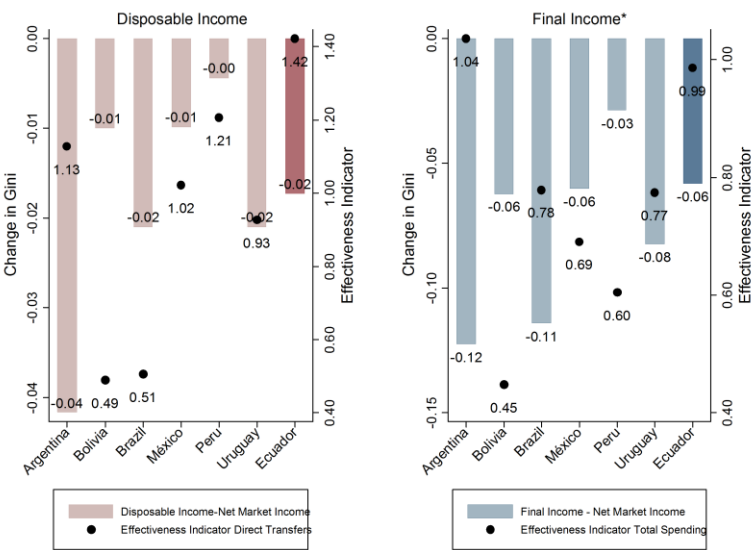 Disposable Income
Final Income*
0.00
-0.01
-0.02
-0.03
-0.04
Change in Gini
1.40
1.20
1.00
0.80
0.60
0.40
Effectiveness Indicator
1.13
-0.04
-0.01
0.49
-0.02
0.51
-0.01
1.02
-0.00
1.21
-0.02
0.93
1.42
-0.02
Argentina
Bolivia
Brazil
México
Peru
Uruguay
Ecuador
Disposable Income-Net Market Income
Effectiveness Indicator Direct Transfers
0.00
-0.05
-0.10
-0.15
Change in Gini
1.00
0.80
0.60
0.40
Effectiveness Indicator
1.04
-0.12
-0.06
0.45
0.78
-0.11
-0.06
0.69
-0.03
0.60
0.77
-0.08
0.99
-0.06
Argentina
Bolivia
Brazil
México
Peru
Uruguay
Ecuador
Final Income - Net Market Income
Effectiveness Indicator Total Spending